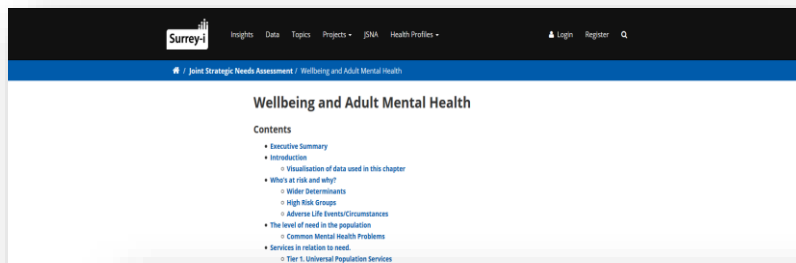 Surrey-i
Insights Data Topics Projects JSNA Health Profiles Login Register
/ Joint Strategic Needs Assessment / Wellbeing and Adult Mental Health
Wellbeing and Adult Mental Health
Contents
Executive Summary
Introduction
Visualisation of data used in this chapter
Who's at risk and why?
Wider Determinants
High Risk Groups
Adverse Life Events/Circumstances
The level of need in the population
Common Mental Health Problems
Services in relation to need.
Tier 1. Universal Population Services